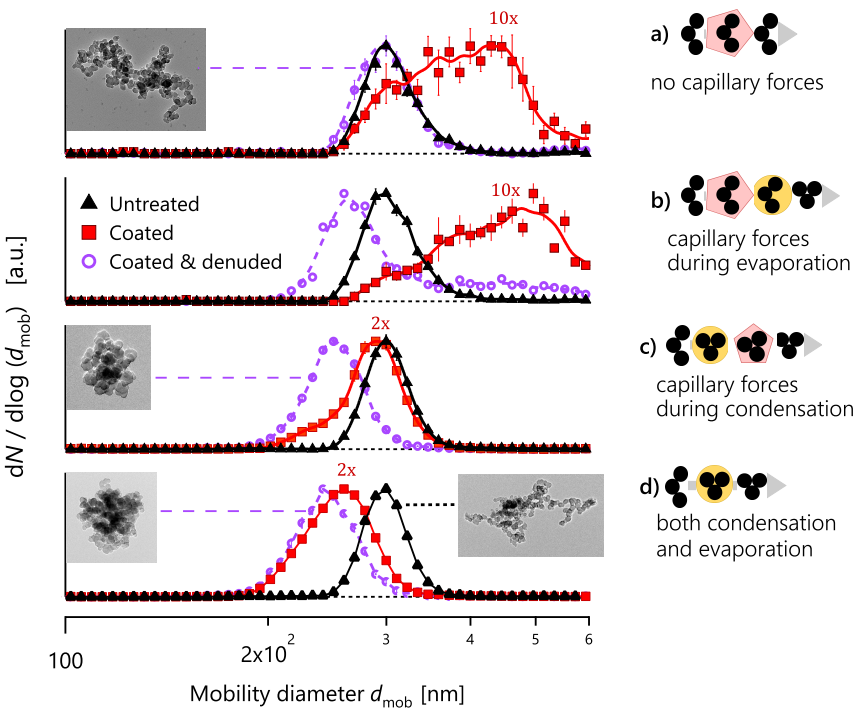 10x
a)
no capillary forces
10x
Untreated
Coated
Coated & denuded
b)
capillary forces
during evaporation
dN / dlog (dmob) [a.u.]
2x
c)
capillary forces
during condensation
2x
d)
both condensation
and evaporation
100
2x10²
3
4
5
6
Mobility diameter dmob [nm]